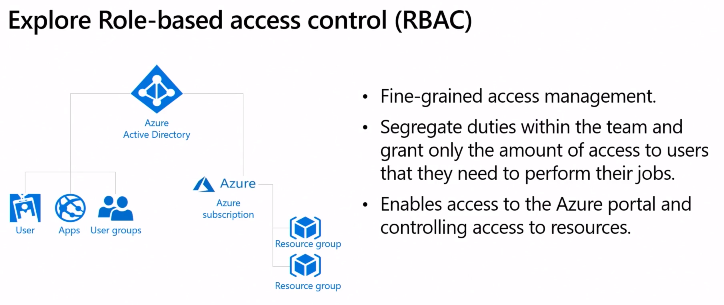 Explore Role-based access control (RBAC)
Azure
Active Directory
User
Apps
User groups
Azure
Azure
subscription
Resource group
Resource group
• Fine-grained access management.
• Segregate duties within the team and
grant only the amount of access to users
that they need to perform their jobs.
• Enables access to the Azure portal and
controlling access to resources.